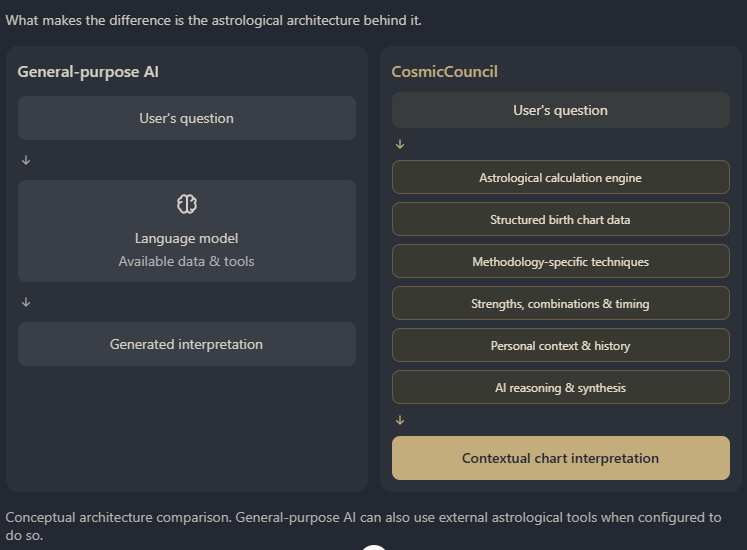 What makes the difference is the astrological architecture behind it.
General-purpose AI
User's question
↓
Language model
Available data & tools
↓
Generated interpretation
CosmicCouncil
User's question
↓
Astrological calculation engine
Structured birth chart data
Methodology-specific techniques
Strengths, combinations & timing
Personal context & history
AI reasoning & synthesis
↓
Contextual chart interpretation
Conceptual architecture comparison. General-purpose AI can also use external astrological tools when configured to
do so.